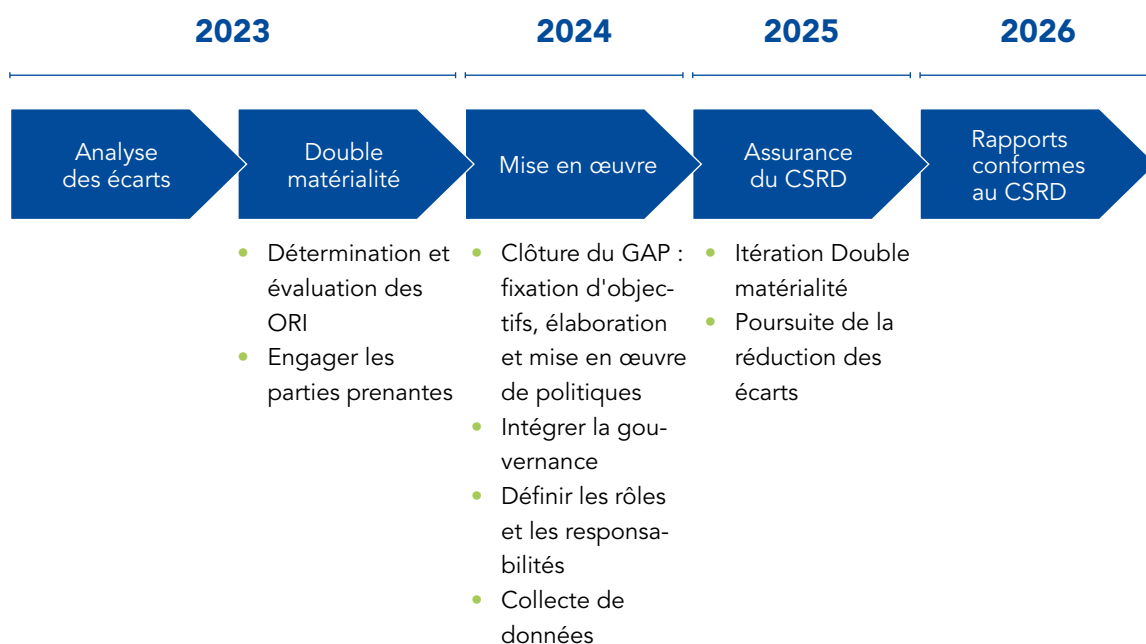 2023
2024
2025
2026
Analyse
des écarts
Double
matérialité
Mise en œuvre
Assurance
du CSRD
Rapports
conformes
au CSRD
• Détermination et
évaluation des
ORI
• Engager les
parties prenantes
• Clôture du GAP :
fixation d'objec-
tifs, élaboration
et mise en œuvre
de politiques
• Intégrer la gou-
vernance
• Définir les rôles
et les responsa-
bilités
• Collecte de
données
• Itération Double
matérialité
• Poursuite de la
réduction des
écarts